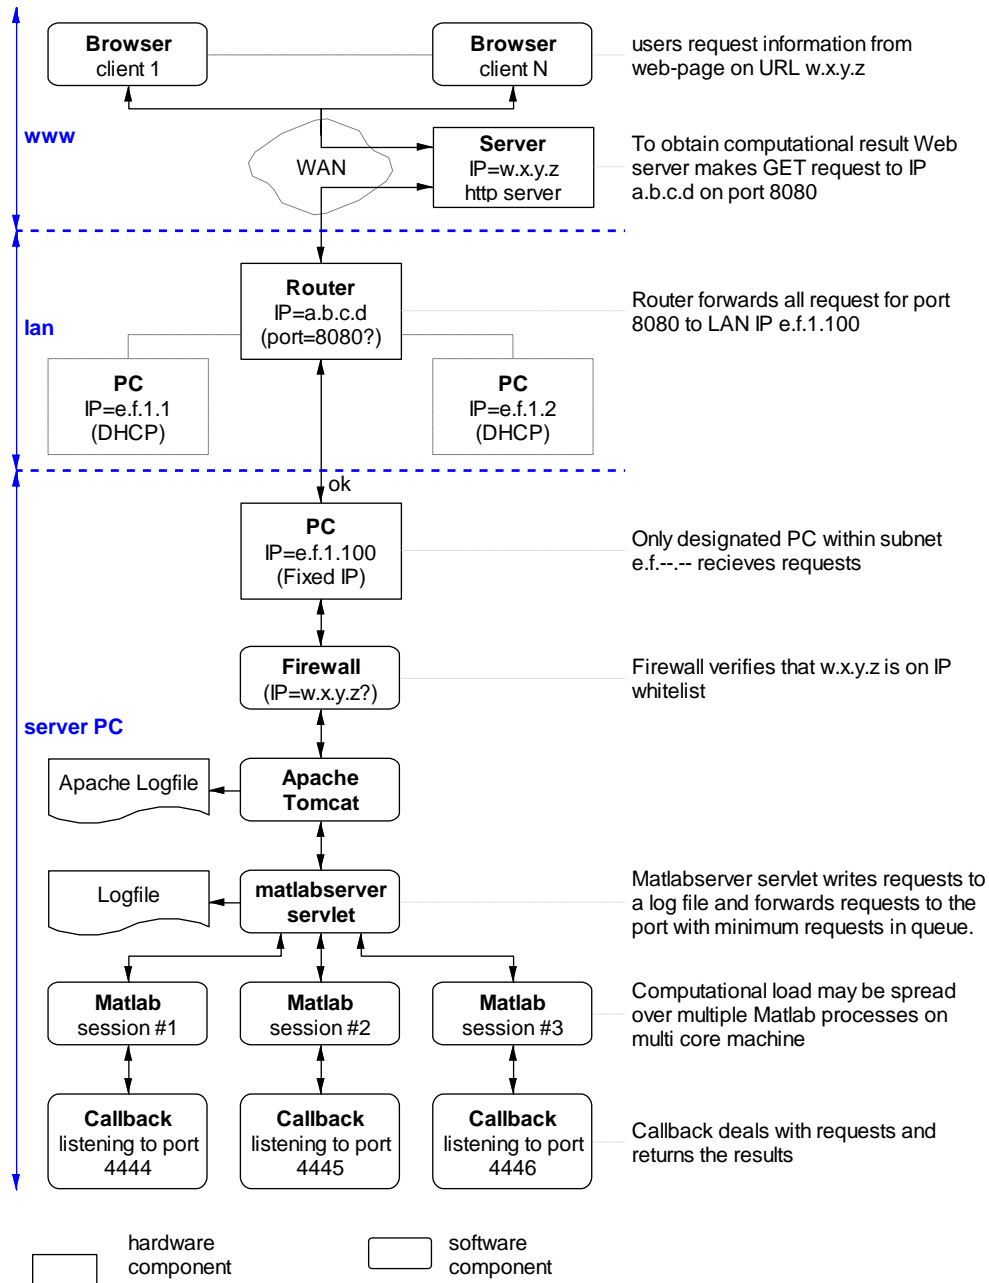 Browser
client 1
Browser
client N
users request information from
web-page on URL w.x.y.z
www
WAN
Server
IP=w.x.y.z
http server
To obtain computational result Web
server makes GET request to IP
a.b.c.d on port 8080
lan
Router
IP=a.b.c.d
(port=8080?)
Router forwards all request for port
8080 to LAN IP e.f.1.100
PC
IP=e.f.1.1
(DHCP)
PC
IP=e.f.1.2
(DHCP)
ok
PC
IP=e.f.1.100
(Fixed IP)
Only designated PC within subnet
e.f.--.-- recieves requests
Firewall
(IP=w.x.y.z?)
Firewall verifies that w.x.y.z is on IP
whitelist
server PC
Apache Logfile
Apache
Tomcat
Logfile
matlabserver
servlet
Matlabserver servlet writes requests to
a log file and forwards requests to the
port with minimum requests in queue.
Matlab
session #1
Matlab
session #2
Matlab
session #3
Computational load may be spread
over multiple Matlab processes on
multi core machine
Callback
listening to port
4444
Callback
listening to port
4445
Callback
listening to port
4446
Callback deals with requests and
returns the results
hardware
component
software
component